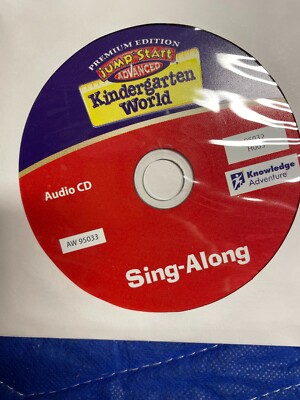 PREMIUM EDITION
Jump Start
ADVANCED
Kindergarten
World
Audio CD
AW 95033
Knowledge
Adventure
Sing-Along